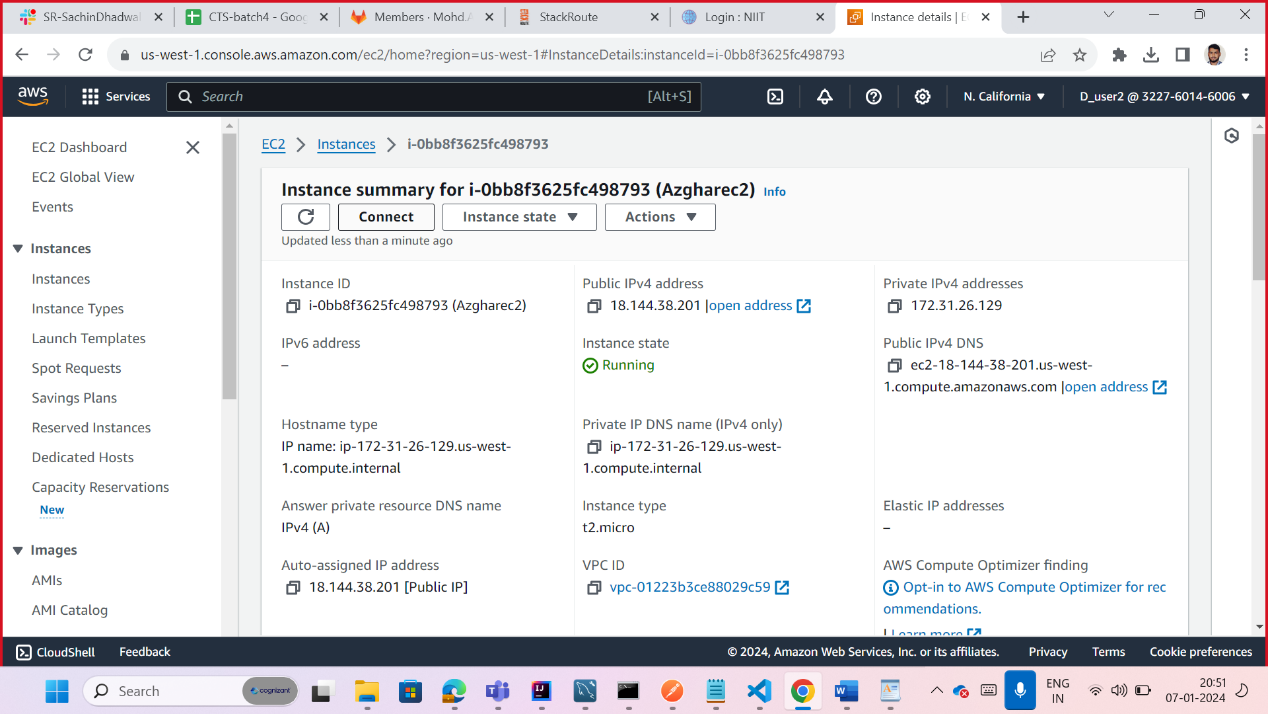 SR-SachinDhadwal
CTS-batch4 - Goog
Members · Mohd.A
StackRoute
Login : NIIT
Instance details | E
us-west-1.console.aws.amazon.com/ec2/home?region=us-west-1#InstanceDetails:instanceId=i-0bb8f3625fc498793
aws
Services
Search
[Alt+S]
N. California
D_user2 @ 3227-6014-6006
EC2 Dashboard
EC2 Global View
Events
Instances
Instances
Instance Types
Launch Templates
Spot Requests
Savings Plans
Reserved Instances
Dedicated Hosts
Capacity Reservations
New
Images
AMIs
AMI Catalog
EC2 > Instances > i-0bb8f3625fc498793
Instance summary for i-0bb8f3625fc498793 (Azgharec2) Info
Connect
Instance state
Actions
Updated less than a minute ago
Instance ID
i-0bb8f3625fc498793 (Azgharec2)
Public IPv4 address
18.144.38.201 |open address
Private IPv4 addresses
172.31.26.129
IPv6 address
–
Instance state
Running
Public IPv4 DNS
ec2-18-144-38-201.us-west-
1.compute.amazonaws.com |open address
Hostname type
IP name: ip-172-31-26-129.us-west-
1.compute.internal
Private IP DNS name (IPv4 only)
ip-172-31-26-129.us-west-
1.compute.internal
Answer private resource DNS name
IPv4 (A)
Instance type
t2.micro
Elastic IP addresses
–
Auto-assigned IP address
18.144.38.201 [Public IP]
VPC ID
vpc-01223b3ce88029c59
AWS Compute Optimizer finding
Opt-in to AWS Compute Optimizer for rec
ommendations.
| Learn more
CloudShell
Feedback
© 2024, Amazon Web Services, Inc. or its affiliates.
Privacy
Terms
Cookie preferences
Search
cognizant
ENG
IN
20:51
07-01-2024